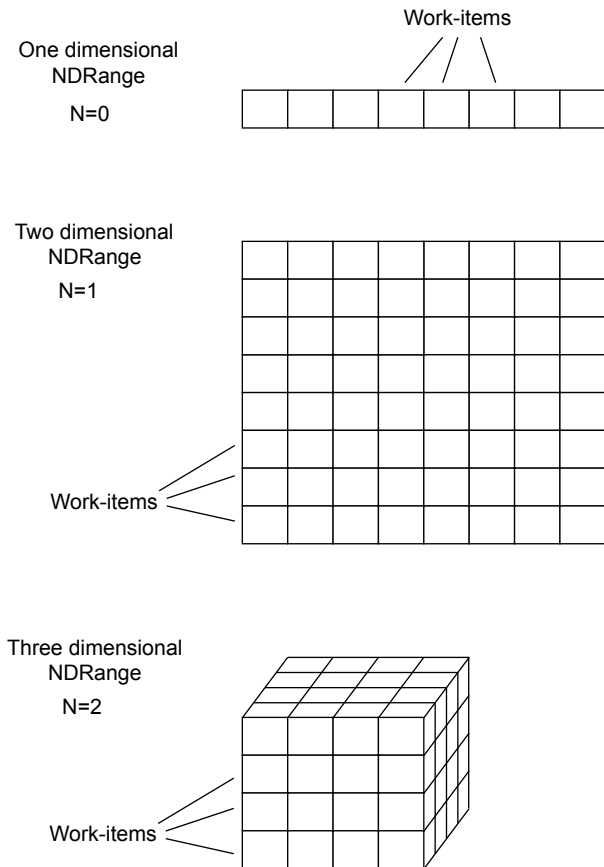 Work-items
One dimensional
NDRange
N=0
Two dimensional
NDRange
N=1
Work-items
Three dimensional
NDRange
N=2
Work-items